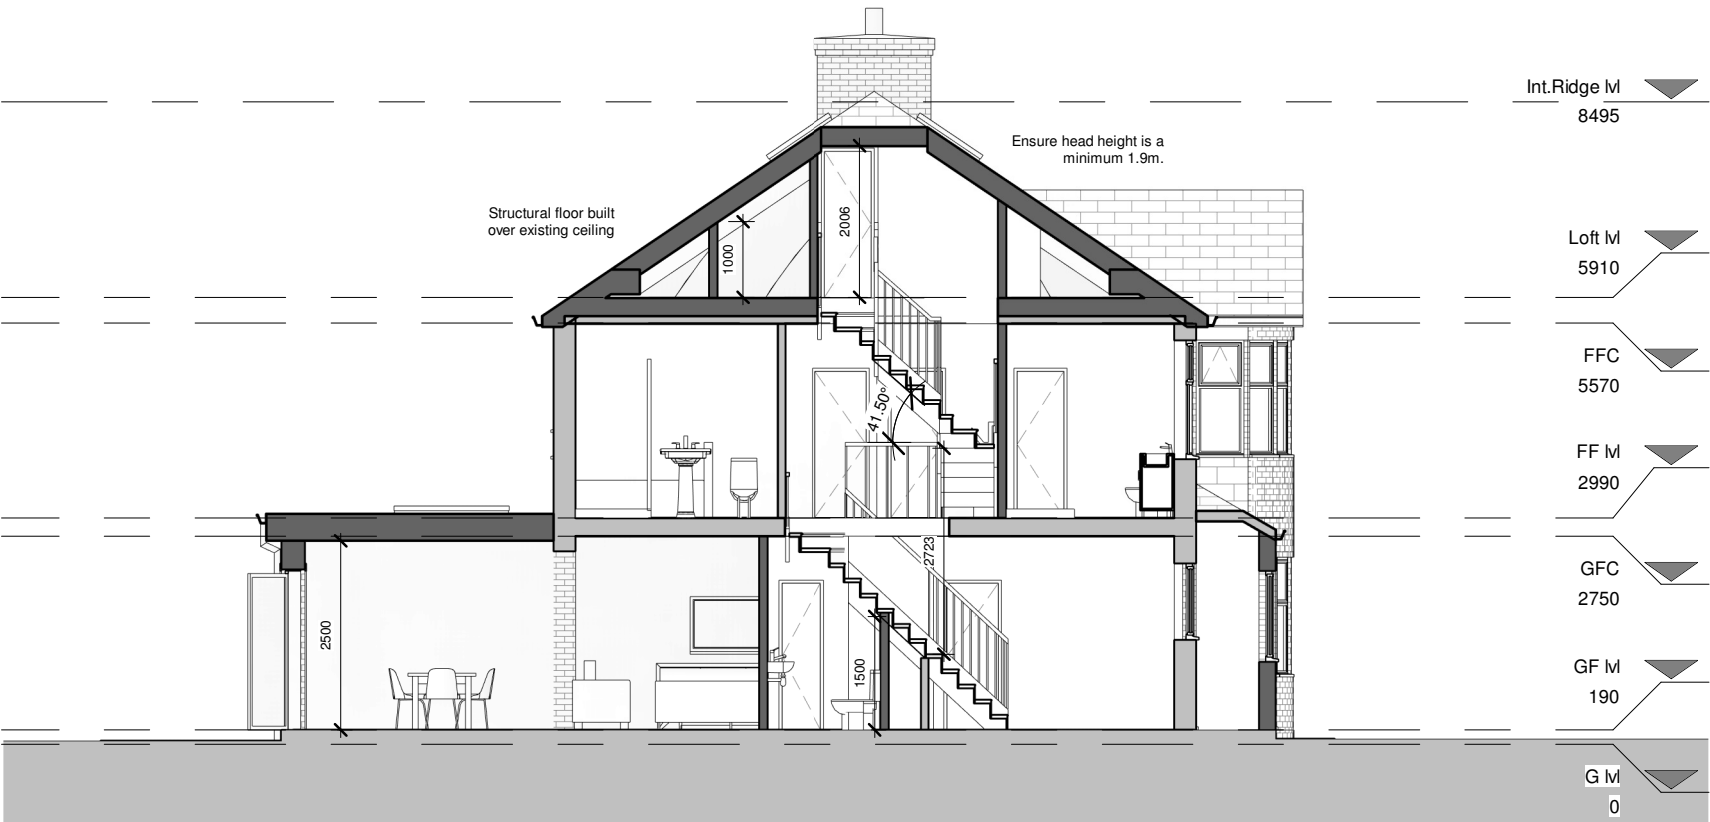 Int.Ridge lvl
8495
Ensure head height is a
minimum 1.9m.
Structural floor built
over existing ceiling
2006
1000
Loft lvl
5910
FFC
5570
41.50°
FF lvl
2990
2723
GFC
2750
2500
1500
GF lvl
190
G lvl
0